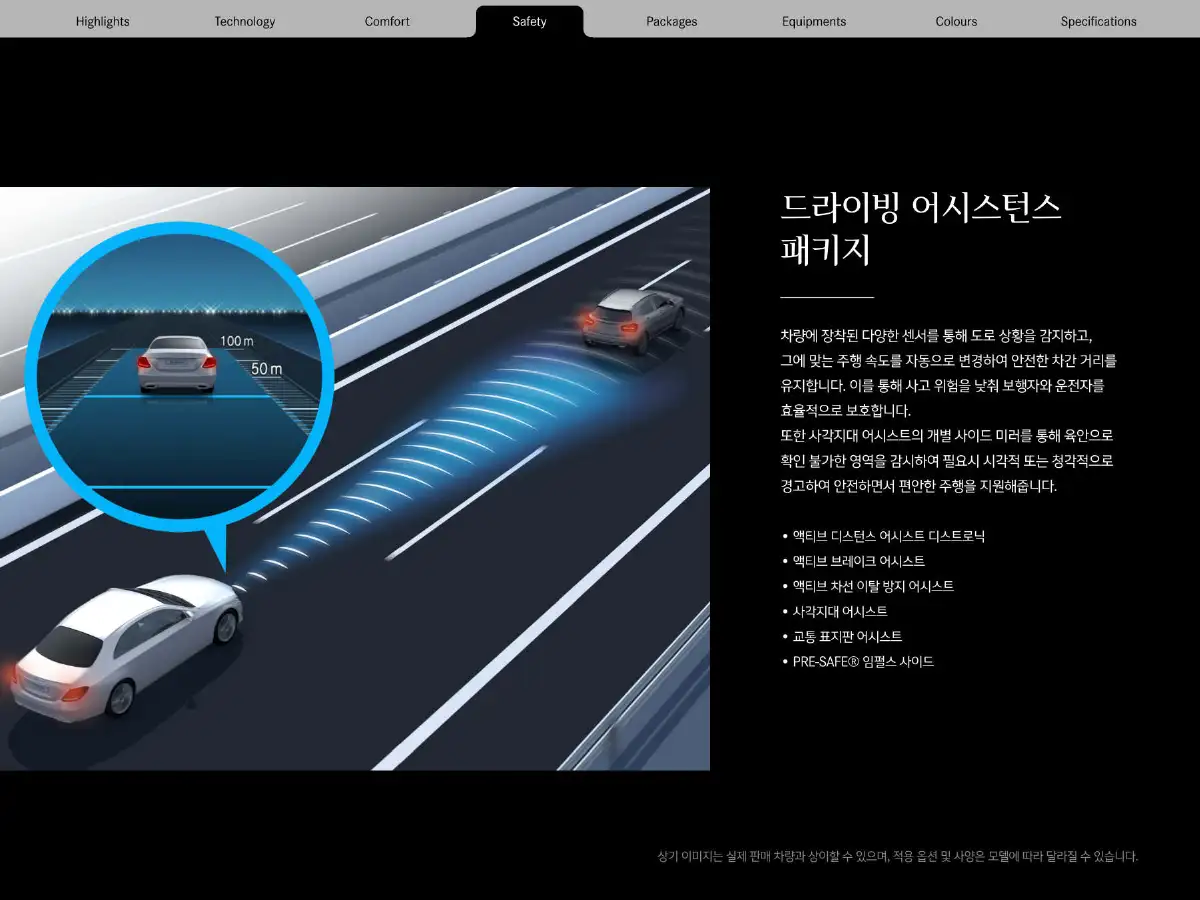 Highlights
Technology
Comfort
Safety
Packages
Equipments
Colours
Specifications
100 m
50 m
드라이빙 어시스턴스
패키지
차량에 장착된 다양한 센서를 통해 도로 상황을 감지하고,
그에 맞는 주행 속도를 자동으로 변경하여 안전한 차간 거리를
유지합니다. 이를 통해 사고 위험을 낮춰 보행자와 운전자를
효율적으로 보호합니다.
또한 사각지대 어시스트의 개별 사이드 미러를 통해 육안으로
확인 불가한 영역을 감시하여 필요시 시각적 또는 청각적으로
경고하여 안전하면서 편안한 주행을 지원해줍니다.
• 액티브 디스턴스 어시스트 디스트로닉
• 액티브 브레이크 어시스트
• 액티브 차선 이탈 방지 어시스트
• 사각지대 어시스트
• 교통 표지판 어시스트
• PRE-SAFE® 임펄스 사이드
상기 이미지는 실제 판매 차량과 상이할 수 있으며, 적용 옵션 및 사양은 모델에 따라 달라질 수 있습니다.